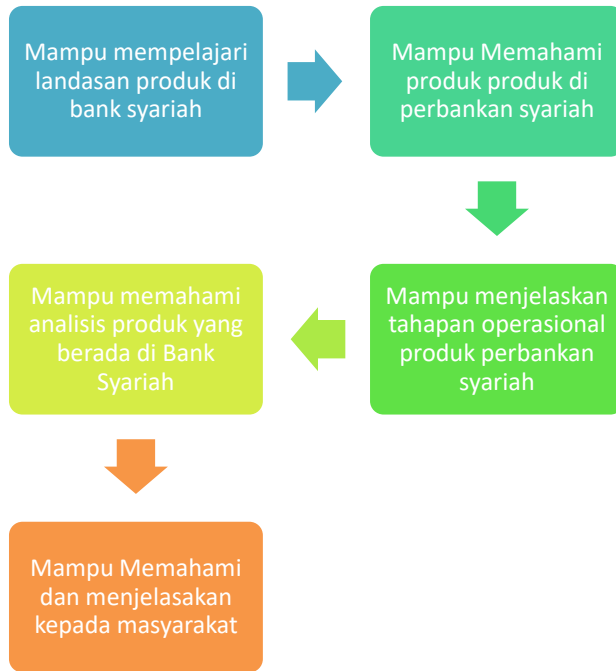 Mampu mempelajari
landasan produk di
bank syariah
Mampu Memahami
produk produk di
perbankan syariah
Mampu menjelaskan
tahapan operasional
produk perbankan
syariah
Mampu memahami
analisis produk yang
berada di Bank
Syariah
Mampu Memahami
dan menjelasakan
kepada masyarakat